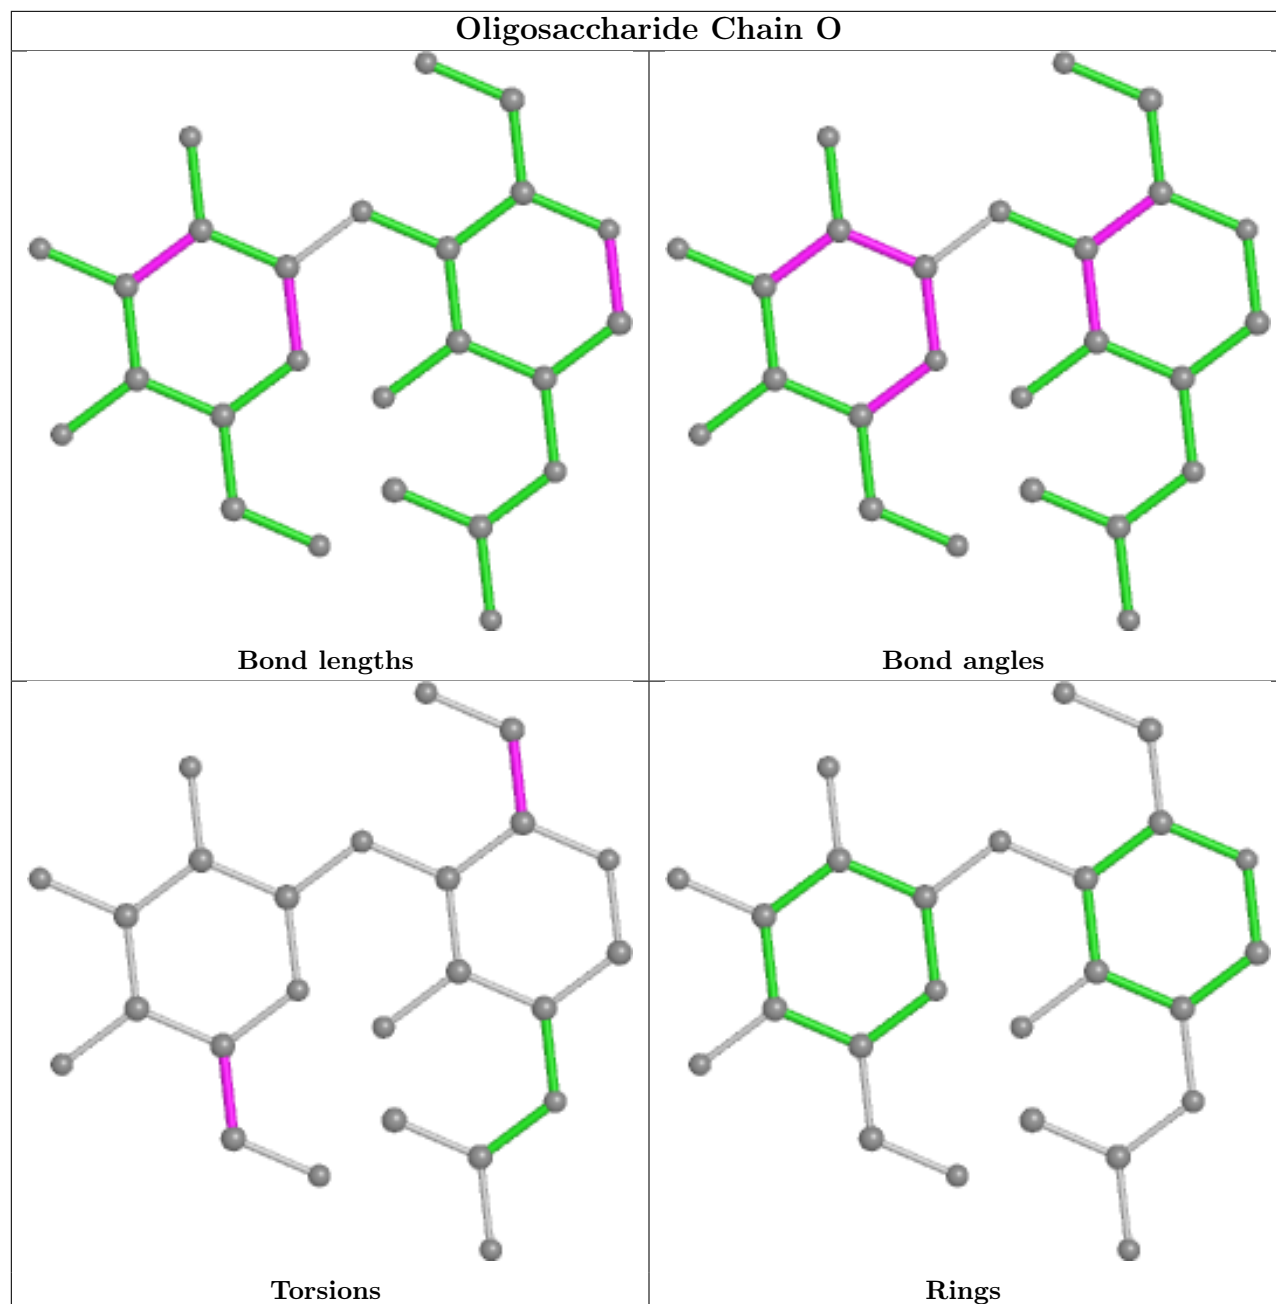 Oligosaccharide Chain O
Bond lengths
Bond angles
Torsions
Rings